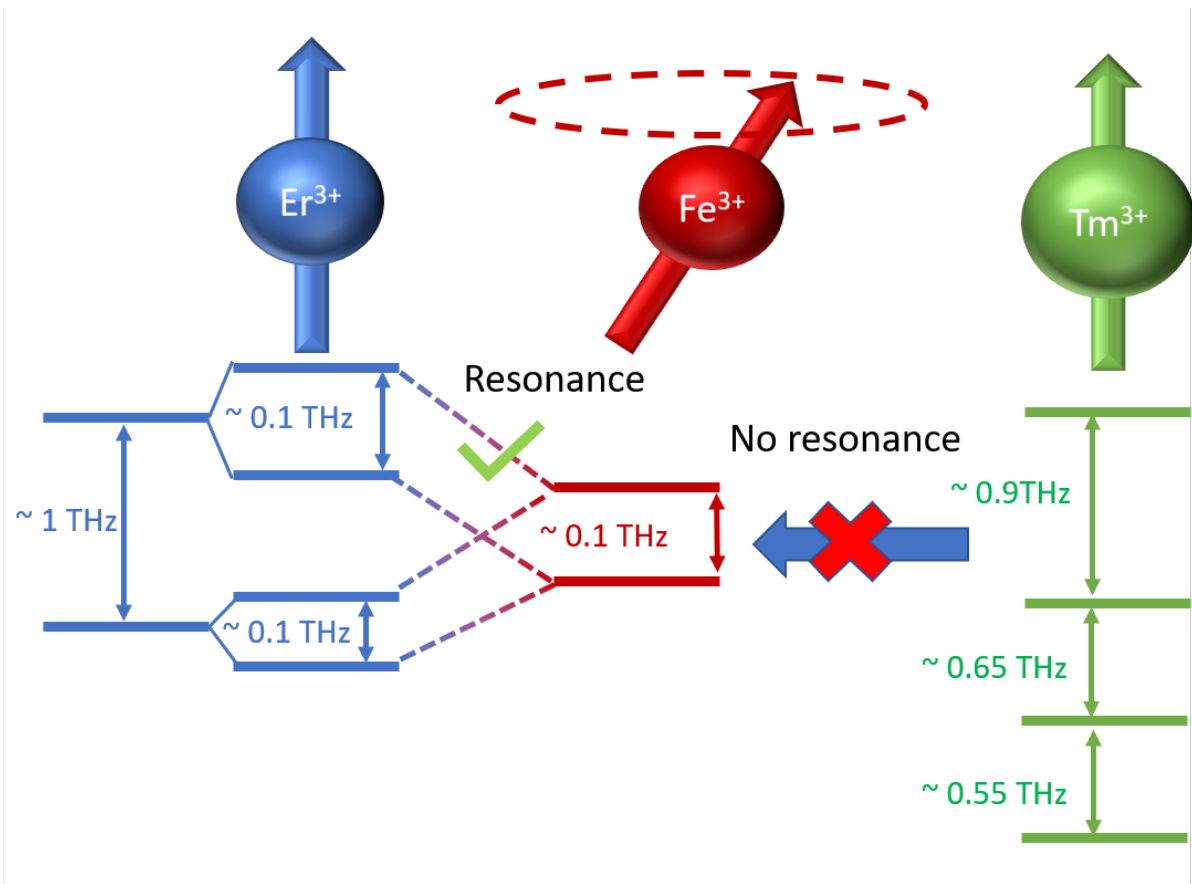 Er³⁺
Fe³⁺
Tm³⁺
Resonance
~ 0.1 THz
No resonance
~ 0.9THz
~ 1 THz
~ 0.1 THz
~ 0.1 THz
~ 0.65 THz
~ 0.55 THz